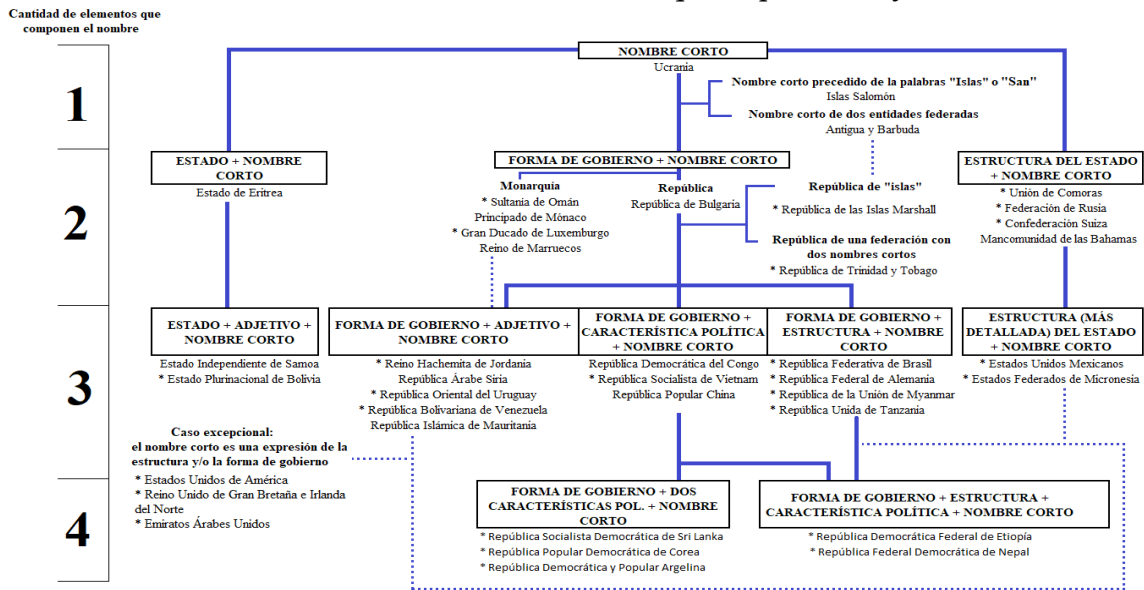 Cantidad de elementos que
componen el nombre
1
NOMBRE CORTO
Ucrania
Nombre corto precedido de la palabras "Islas" o "San"
Islas Salomón
Nombre corto de dos entidades federadas
Antigua y Barbuda
2
ESTADO + NOMBRE
CORTO
Estado de Eritrea
FORMA DE GOBIERNO + NOMBRE CORTO
Monarquía
* Sultanía de Omán
Principado de Mónaco
* Gran Ducado de Luxemburgo
Reino de Marruecos
República
República de Bulgaria
República de "islas"
* República de las Islas Marshall
República de una federación con
dos nombres cortos
* República de Trinidad y Tobago
ESTRUCTURA DEL ESTADO
+ NOMBRE CORTO
* Unión de Comoras
* Federación de Rusia
* Confederación Suiza
Mancomunidad de las Bahamas
3
ESTADO + ADJETIVO +
NOMBRE CORTO
Estado Independiente de Samoa
* Estado Plurinacional de Bolivia
FORMA DE GOBIERNO + ADJETIVO +
NOMBRE CORTO
* Reino Hachemita de Jordania
República Árabe Siria
* República Oriental del Uruguay
* República Bolivariana de Venezuela
República Islámica de Mauritania
FORMA DE GOBIERNO +
CARACTERÍSTICA POLÍTICA
+ NOMBRE CORTO
República Democrática del Congo
* República Socialista de Vietnam
República Popular China
FORMA DE GOBIERNO +
ESTRUCTURA + NOMBRE
CORTO
* República Federativa de Brasil
* República Federal de Alemania
* República de la Unión de Myanmar
* República Unida de Tanzania
ESTRUCTURA (MÁS
DETALLADA) DEL ESTADO
+ NOMBRE CORTO
* Estados Unidos Mexicanos
* Estados Federados de Micronesia
Caso excepcional:
el nombre corto es una expresión de la
estructura y/o la forma de gobierno
* Estados Unidos de América
* Reino Unido de Gran Bretaña e Irlanda
del Norte
* Emiratos Árabes Unidos
4
FORMA DE GOBIERNO + DOS
CARACTERÍSTICAS POL. + NOMBRE
CORTO
* República Socialista Democrática de Sri Lanka
* República Popular Democrática de Corea
* República Democrática y Popular Argelina
FORMA DE GOBIERNO + ESTRUCTURA +
CARACTERÍSTICA POLÍTICA + NOMBRE CORTO
* República Democrática Federal de Etiopía
* República Federal Democrática de Nepal